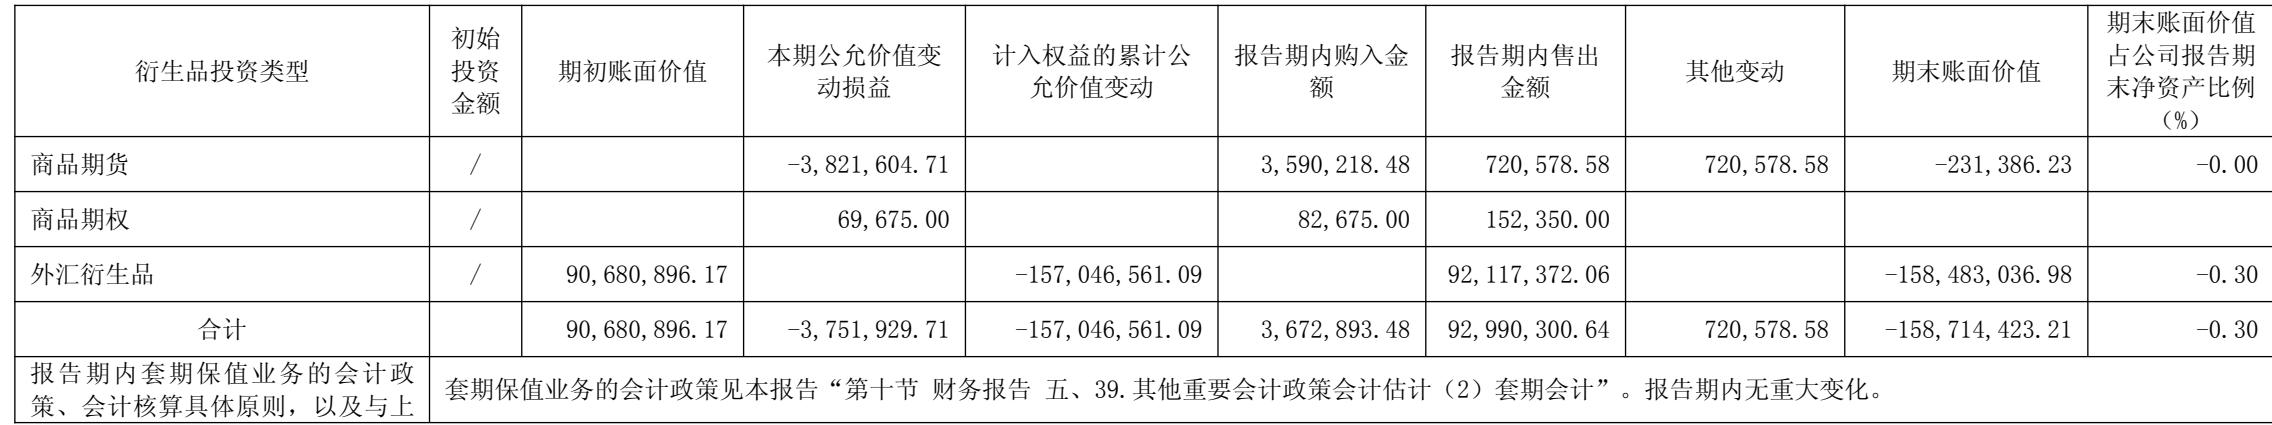 衍生品投资类型 初始投资金额 期初账面价值 本期公允价值变动损益 计入权益的累计公允价值变动 报告期内购入金额 报告期内售出金额 其他变动 期末账面价值 期末账面价值占公司报告期末净资产比例（%）
商品期货 / -3,821,604.71 3,590,218.48 720,578.58 720,578.58 -231,386.23 -0.00
商品期权 / 69,675.00 82,675.00 152,350.00
外汇衍生品 / 90,680,896.17 -157,046,561.09 92,117,372.06 -158,483,036.98 -0.30
合计 90,680,896.17 -3,751,929.71 -157,046,561.09 3,672,893.48 92,990,300.64 720,578.58 -158,714,423.21 -0.30
报告期内套期保值业务的会计政
策、会计核算具体原则，以及与上
套期保值业务的会计政策见本报告“第十节 财务报告 五、39.其他重要会计政策会计估计（2）套期会计”。报告期内无重大变化。